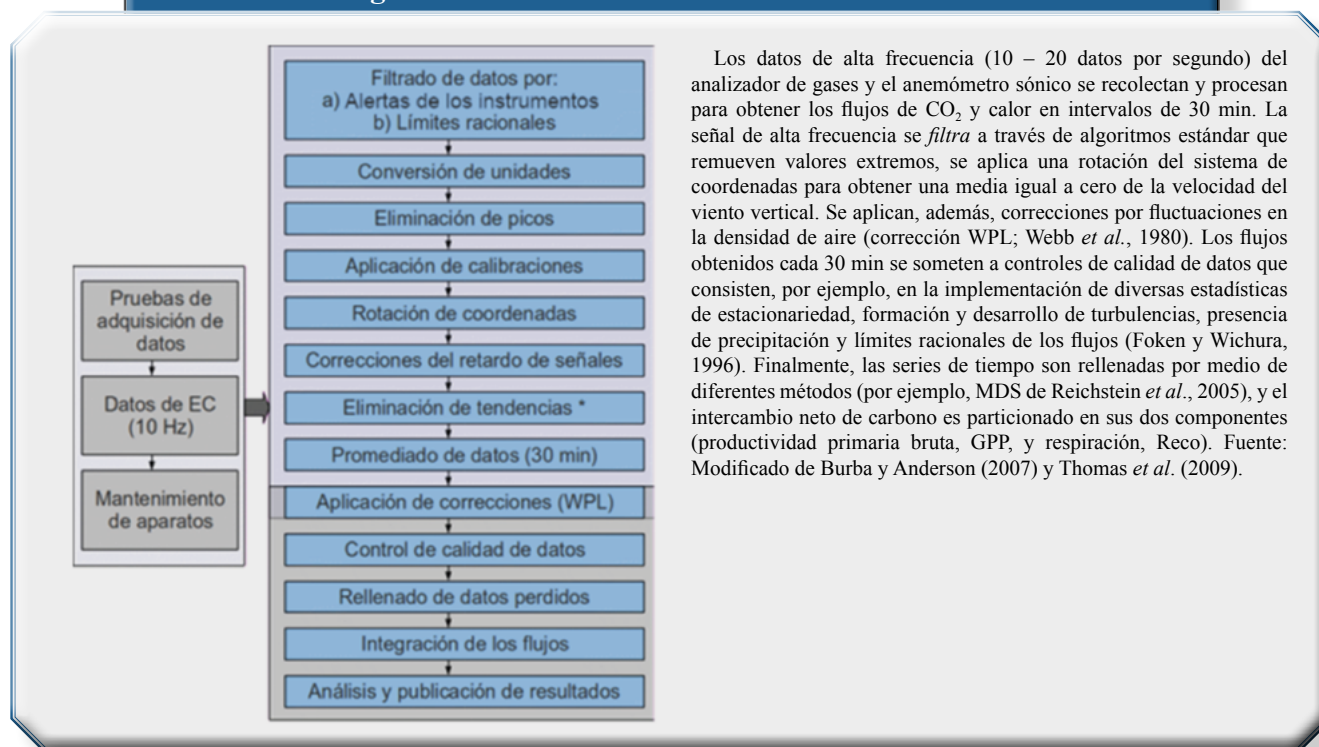 Pruebas de
adquisición de
datos
Datos de EC
(10 Hz)
Mantenimiento
de aparatos
Filtrado de datos por:
a) Alertas de los instrumentos
b) Límites racionales
Conversión de unidades
Eliminación de picos
Aplicación de calibraciones
Rotación de coordenadas
Correcciones del retardo de señales
Eliminación de tendencias *
Promediado de datos (30 min)
Aplicación de correcciones (WPL)
Control de calidad de datos
Rellenado de datos perdidos
Integración de los flujos
Análisis y publicación de resultados
Los datos de alta frecuencia (10 – 20 datos por segundo) del
analizador de gases y el anemómetro sónico se recolectan y procesan
para obtener los flujos de CO₂ y calor en intervalos de 30 min. La
señal de alta frecuencia se filtra a través de algoritmos estándar que
remueven valores extremos, se aplica una rotación del sistema de
coordenadas para obtener una media igual a cero de la velocidad del
viento vertical. Se aplican, además, correcciones por fluctuaciones en
la densidad de aire (corrección WPL; Webb et al., 1980). Los flujos
obtenidos cada 30 min se someten a controles de calidad de datos que
consisten, por ejemplo, en la implementación de diversas estadísticas
de estacionariedad, formación y desarrollo de turbulencias, presencia
de precipitación y límites racionales de los flujos (Foken y Wichura,
1996). Finalmente, las series de tiempo son rellenadas por medio de
diferentes métodos (por ejemplo, MDS de Reichstein et al., 2005), y el
intercambio neto de carbono es particionado en sus dos componentes
(productividad primaria bruta, GPP, y respiración, Reco). Fuente:
Modificado de Burba y Anderson (2007) y Thomas et al. (2009).